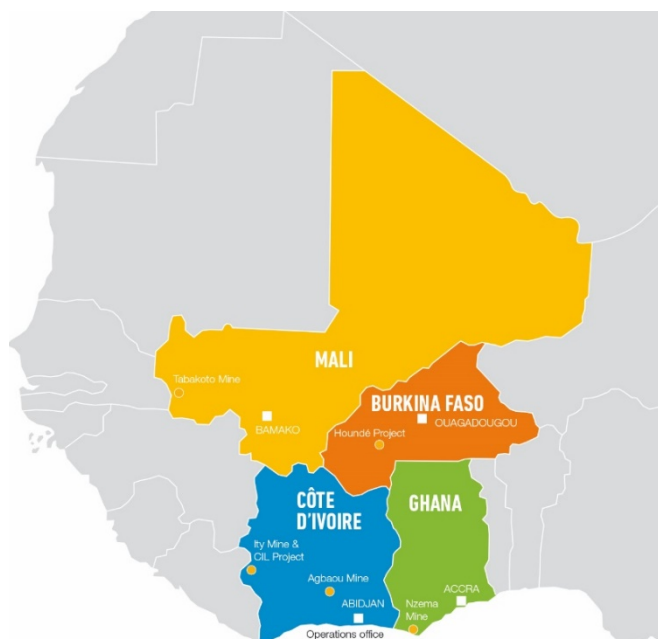 MALI
Tabakoto Mine
BAMAKO
BURKINA FASO
OUAGADOUGOU
Houndé Project
CÔTE
D'IVOIRE
GHANA
Ity Mine &
CIL Project
Agbaou Mine
ABIDJAN
Operations office
ACCRA
Nzema
Mine